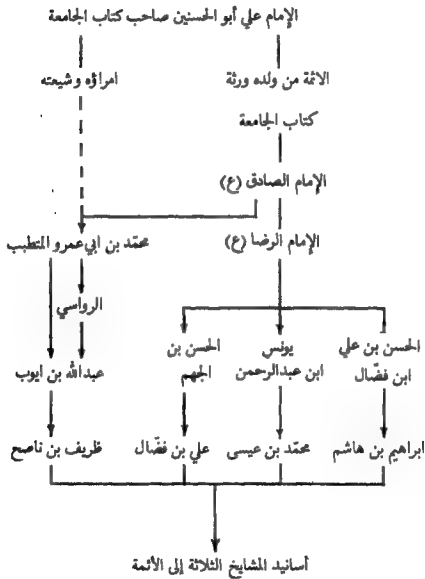 الإمام علي أبو الحسنين صاحب كتاب الجامعة
الائمة من ولده ورثة
كتاب الجامعة
امراؤه وشيعته
الإمام الصادق (ع)
الإمام الرضا (ع)
محمّد بن ابي عمرو المتطبب
الرواسي
الحسن بن علي
ابن فضّال
يونس
ابن عبدالرحمن
الحسن بن
الجهم
عبدالله بن ايوب
ابراهيم بن هاشم
محمّد بن عيسى
علي بن فضّال
ظريف بن ناصح
أسانيد المشايخ الثلاثة إلى الأئمة